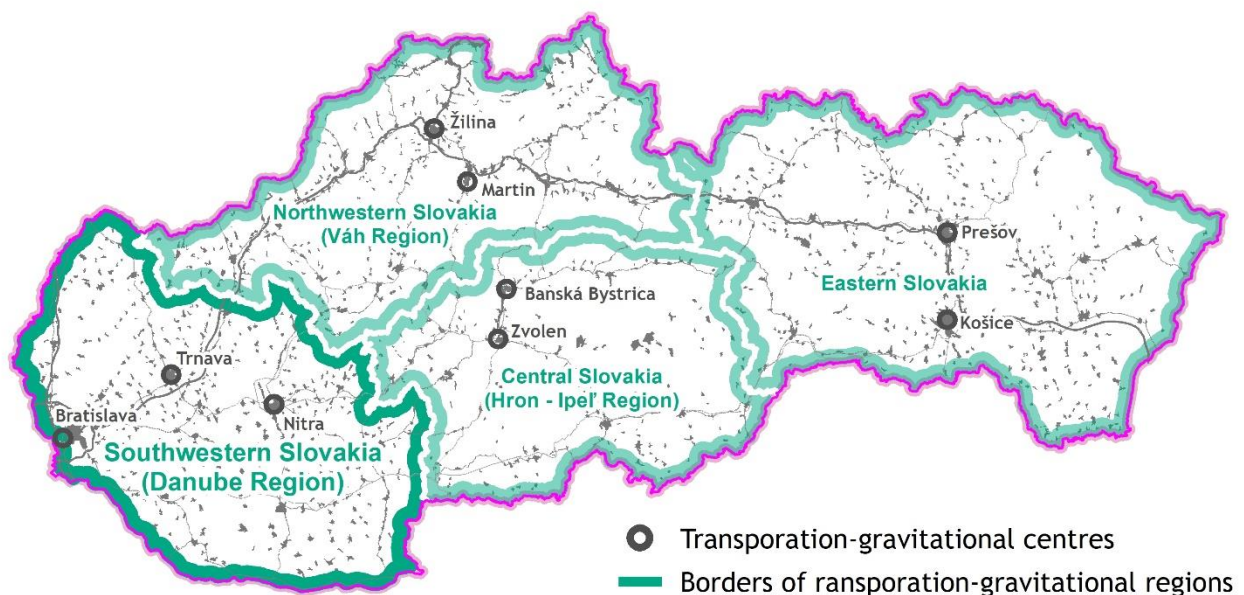 Žilina
Martin
Northwestern Slovakia
(Váh Region)
Prešov
Eastern Slovakia
Košice
Banská Bystrica
Zvolen
Central Slovakia
(Hron - Ipeľ Region)
Trnava
Nitra
Bratislava
Southwestern Slovakia
(Danube Region)
Transporation-gravitational centres
Borders of ransporation-gravitational regions